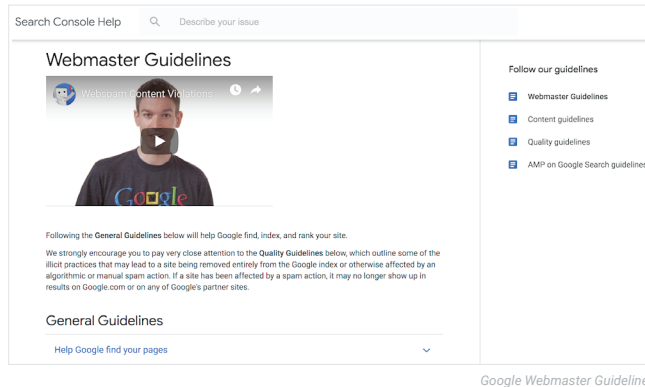 Search Console Help
Describe your issue
Webmaster Guidelines
Webspam Content Violations
Google
Following the General Guidelines below will help Google find, index, and rank your site.
We strongly encourage you to pay very close attention to the Quality Guidelines below, which outline some of the
illicit practices that may lead to a site being removed entirely from the Google index or otherwise affected by an
algorithmic or manual spam action. If a site has been affected by a spam action, it may no longer show up in
results on Google.com or on any of Google's partner sites.
General Guidelines
Help Google find your pages
Follow our guidelines
Webmaster Guidelines
Content guidelines
Quality guidelines
AMP on Google Search guidelines
Google Webmaster Guideline